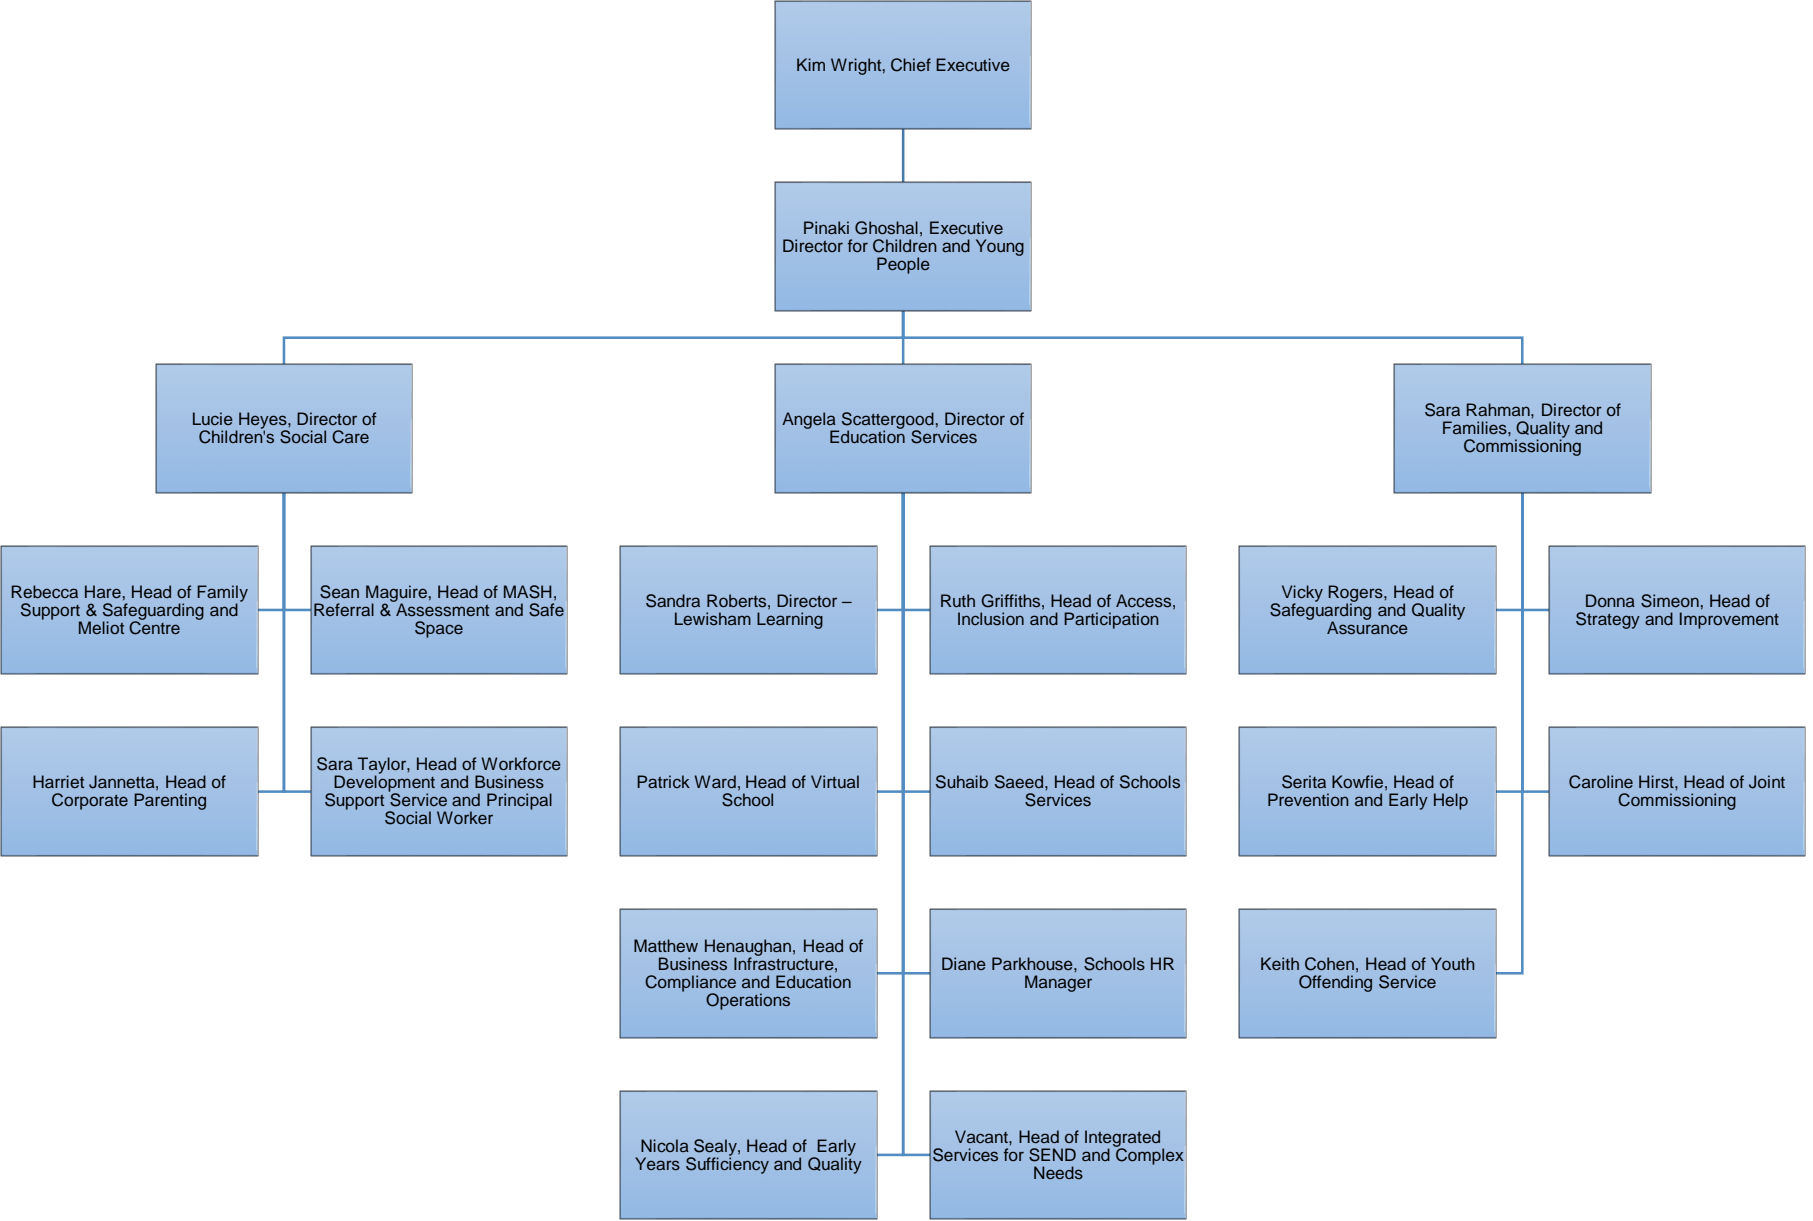 Kim Wright, Chief Executive
Pinaki Ghoshal, Executive
Director for Children and Young
People
Lucie Heyes, Director of
Children's Social Care
Angela Scattergood, Director of
Education Services
Sara Rahman, Director of
Families, Quality and
Commissioning
Rebecca Hare, Head of Family
Support & Safeguarding and
Meliot Centre
Sean Maguire, Head of MASH,
Referral & Assessment and Safe
Space
Sandra Roberts, Director –
Lewisham Learning
Ruth Griffiths, Head of Access,
Inclusion and Participation
Vicky Rogers, Head of
Safeguarding and Quality
Assurance
Donna Simeon, Head of
Strategy and Improvement
Harriet Jannetta, Head of
Corporate Parenting
Sara Taylor, Head of Workforce
Development and Business
Support Service and Principal
Social Worker
Patrick Ward, Head of Virtual
School
Suhaib Saeed, Head of Schools
Services
Serita Kowfie, Head of
Prevention and Early Help
Caroline Hirst, Head of Joint
Commissioning
Matthew Henaughan, Head of
Business Infrastructure,
Compliance and Education
Operations
Diane Parkhouse, Schools HR
Manager
Keith Cohen, Head of Youth
Offending Service
Nicola Sealy, Head of  Early
Years Sufficiency and Quality
Vacant, Head of Integrated
Services for SEND and Complex
Needs